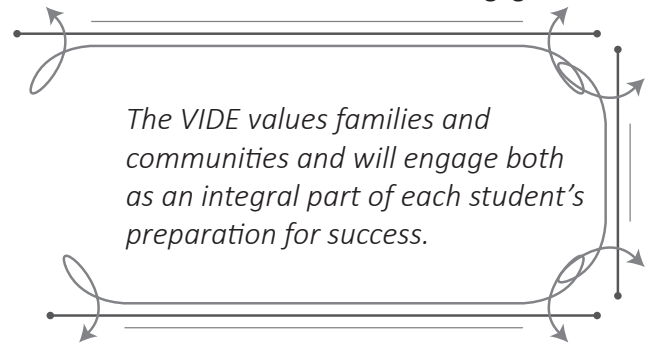 The VIDE values families and
communities and will engage both
as an integral part of each student’s
preparation for success.